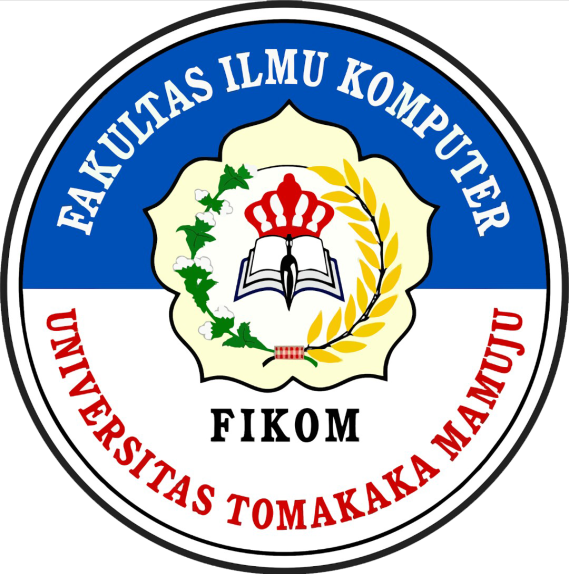 FAKULTAS ILMU KOMPUTER
FIKOM
UNIVERSITAS TOMAKAKA MAMUJU